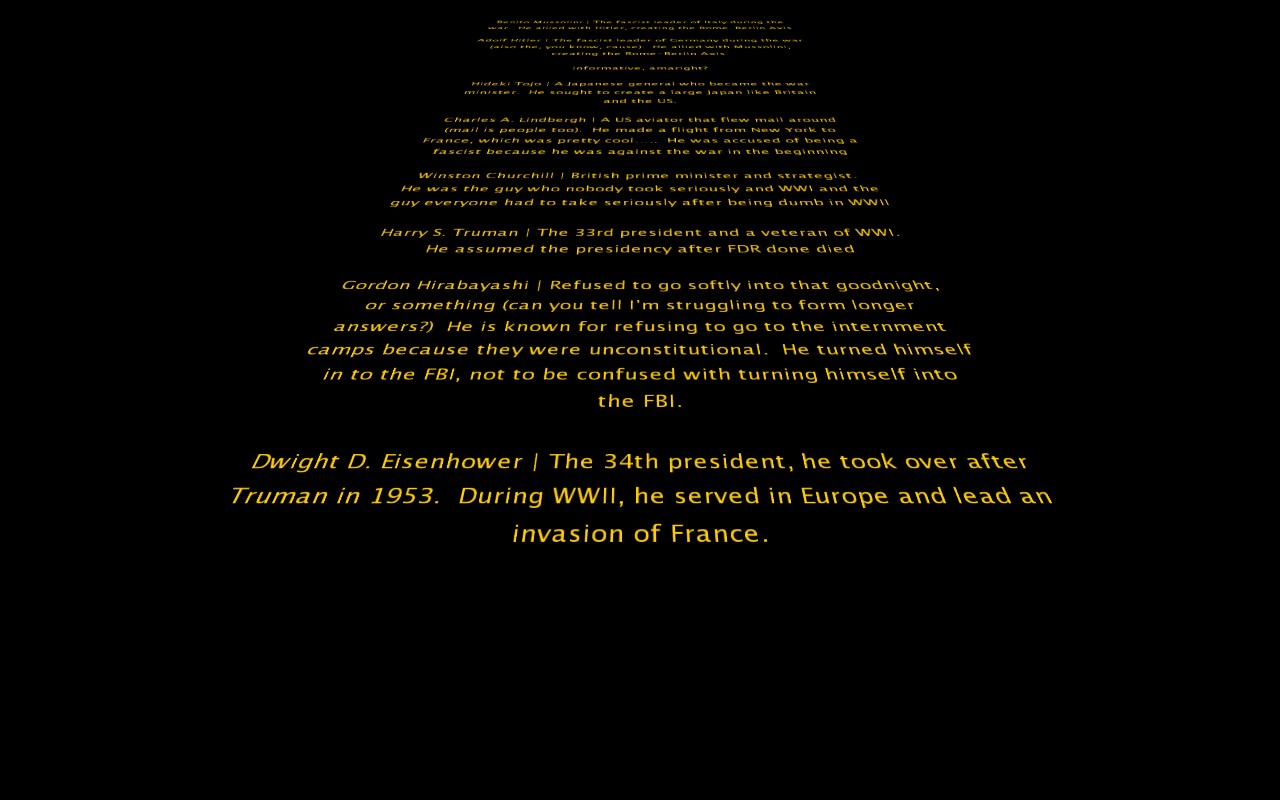 Benito Mussolini | The fascist leader of Italy during the
war. He allied with Hitler, creating the Rome-Berlin Axis
Adolf Hitler | The fascist leader of Germany during the war
(also the, you know, cause). He allied with Mussolini,
creating the Rome-Berlin Axis
informative, amaright?
Hideki Tojo | A Japanese general who became the war
minister. He sought to create a large Japan like Britain
and the US.
Charles A. Lindbergh | A US aviator that flew mail around
(mail is people too). He made a flight from New York to
France, which was pretty cool..... He was accused of being a
fascist because he was against the war in the beginning
Winston Churchill | British prime minister and strategist.
He was the guy who nobody took seriously and WWI and the
guy everyone had to take seriously after being dumb in WWII
Harry S. Truman | The 33rd president and a veteran of WWI.
He assumed the presidency after FDR done died
Gordon Hirabayashi | Refused to go softly into that goodnight,
or something (can you tell I'm struggling to form longer
answers?) He is known for refusing to go to the internment
camps because they were unconstitutional. He turned himself
in to the FBI, not to be confused with turning himself into
the FBI.
Dwight D. Eisenhower | The 34th president, he took over after
Truman in 1953. During WWII, he served in Europe and lead an
invasion of France.